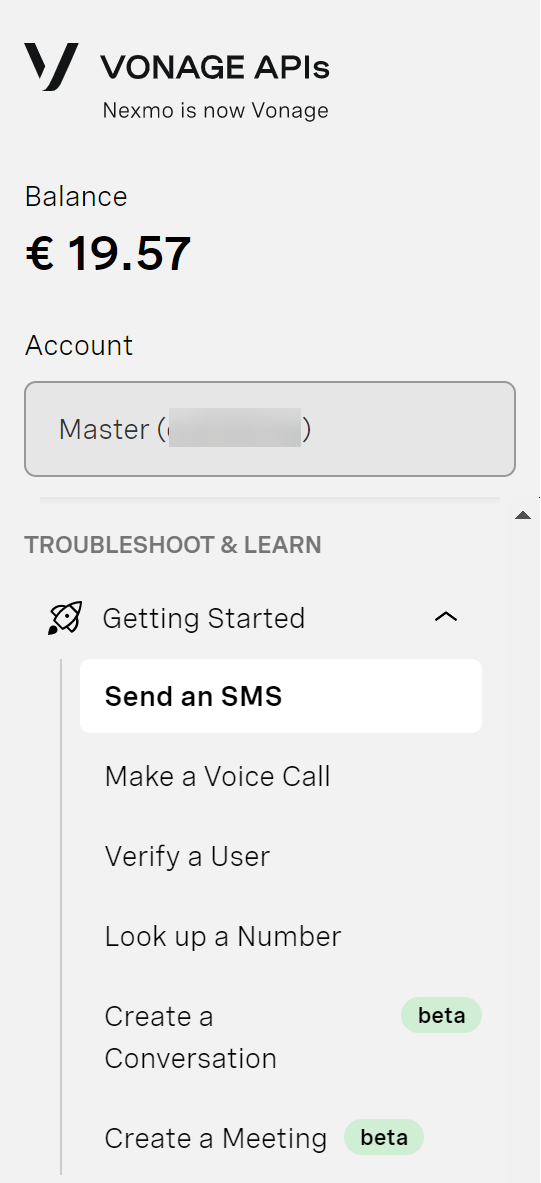 VONAGE APIs
Nexmo is now Vonage
Balance
€ 19.57
Account
Master ( )
TROUBLESHOOT & LEARN
Getting Started
Send an SMS
Make a Voice Call
Verify a User
Look up a Number
Create a beta
Conversation
Create a Meeting beta